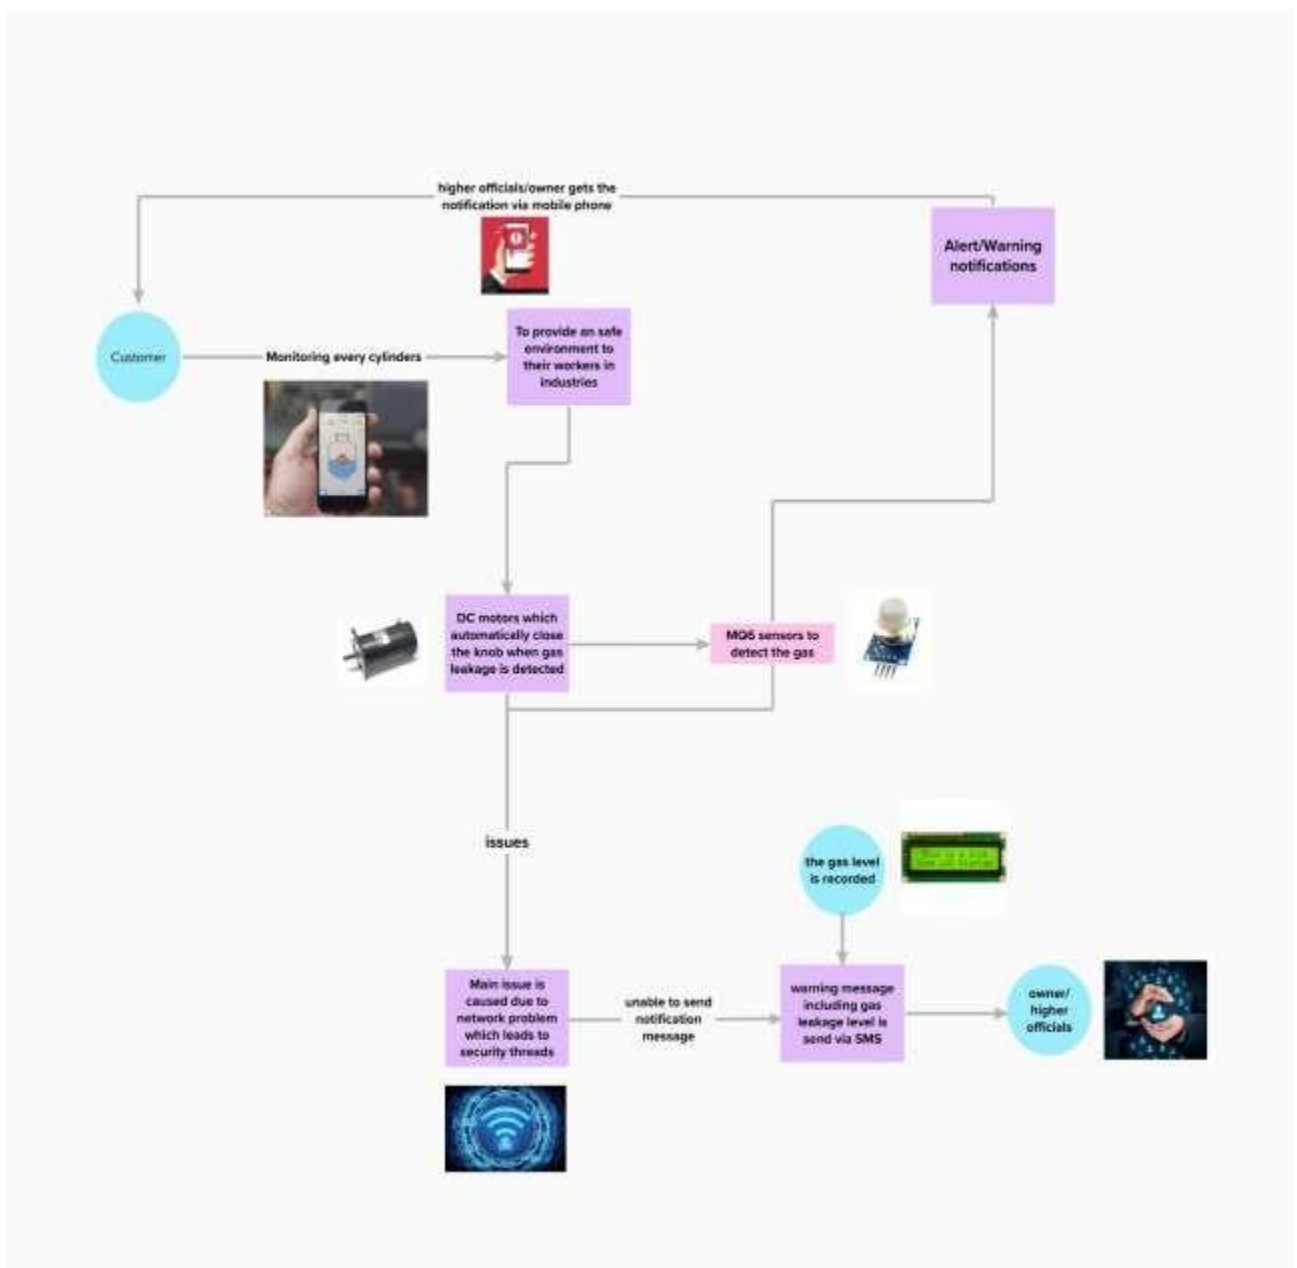 higher officials/owner gets the
notification via mobile phone
Alert/Warning
notifications
Customer
Monitoring every cylinders
To provide an safe
environment to
their workers in
industries
DC motors which
automatically close
the knob when gas
leakage is detected
MQ6 sensors to
detect the gas
issues
the gas level
is recorded
Main issue is
caused due to
network problem
which leads to
security threads
unable to send
notification
message
warning message
including gas
leakage level is
send via SMS
owner/
higher
officials